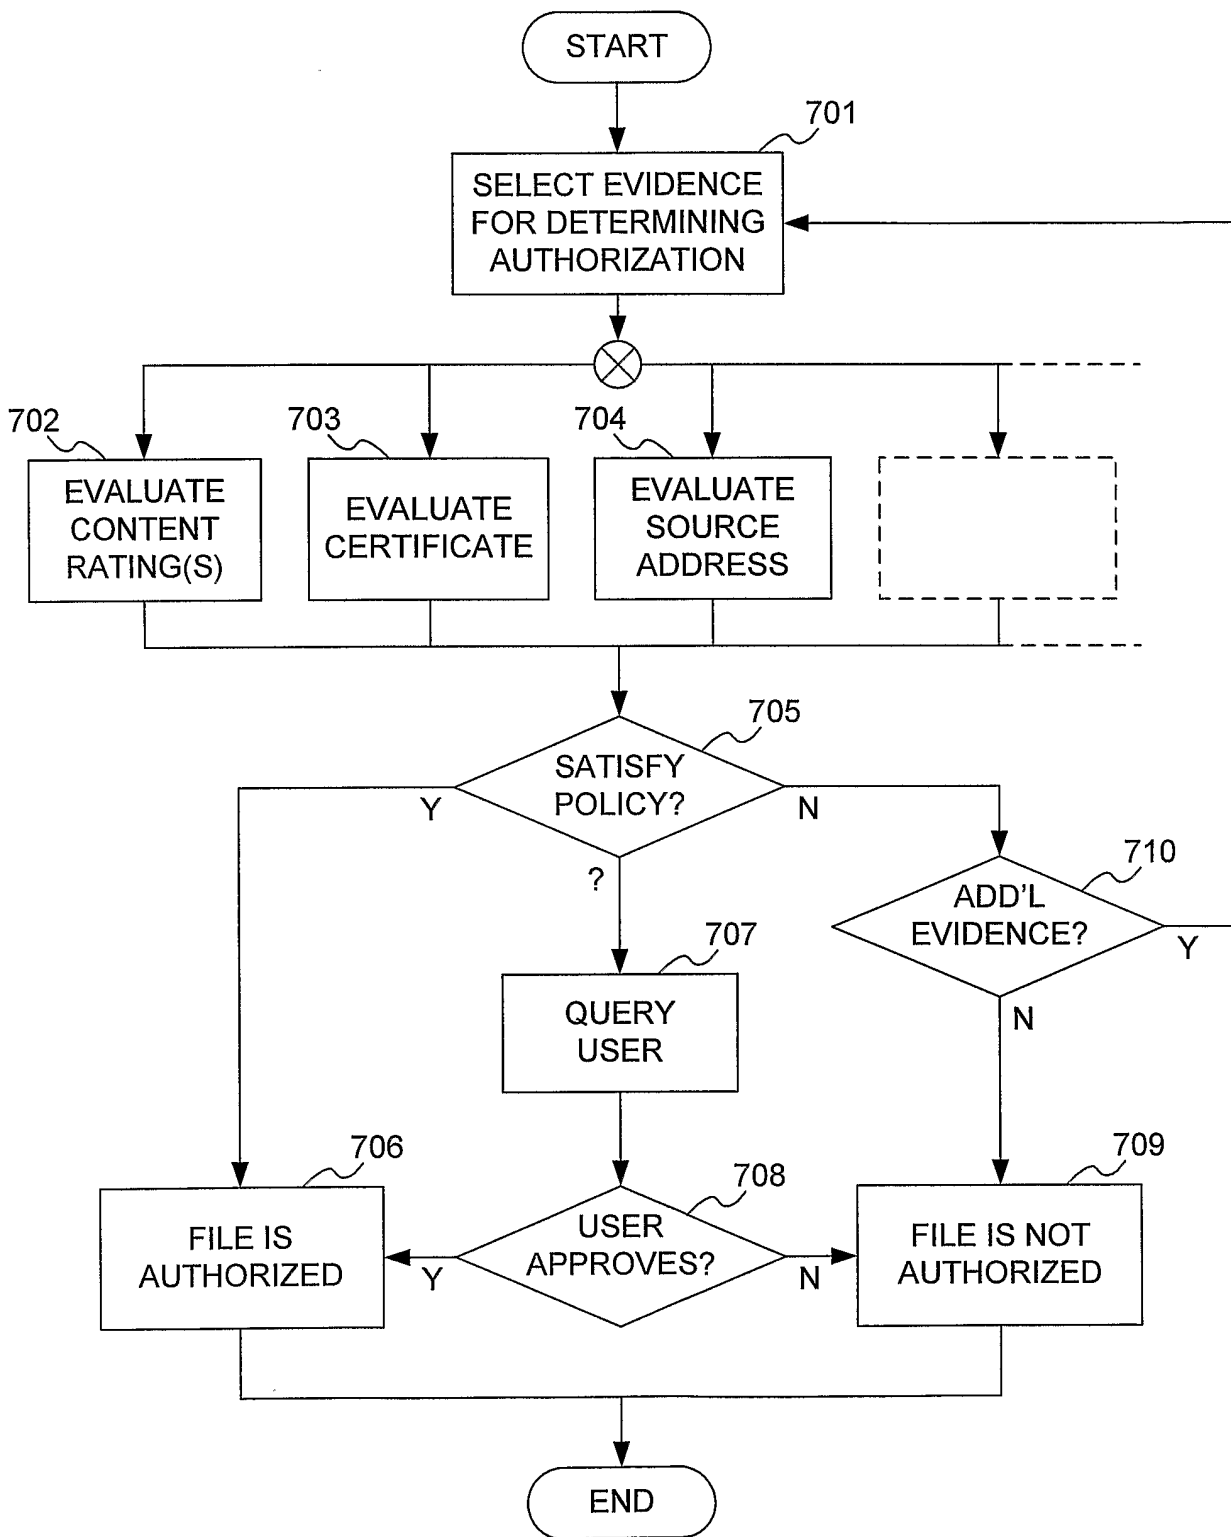 START
701
SELECT EVIDENCE
FOR DETERMINING
AUTHORIZATION
702
EVALUATE
CONTENT
RATING(S)
703
EVALUATE
CERTIFICATE
704
EVALUATE
SOURCE
ADDRESS
705
SATISFY
POLICY?
Y
N
?
710
ADD'L
EVIDENCE?
Y
N
707
QUERY
USER
706
FILE IS
AUTHORIZED
708
USER
APPROVES?
Y
N
709
FILE IS NOT
AUTHORIZED
END